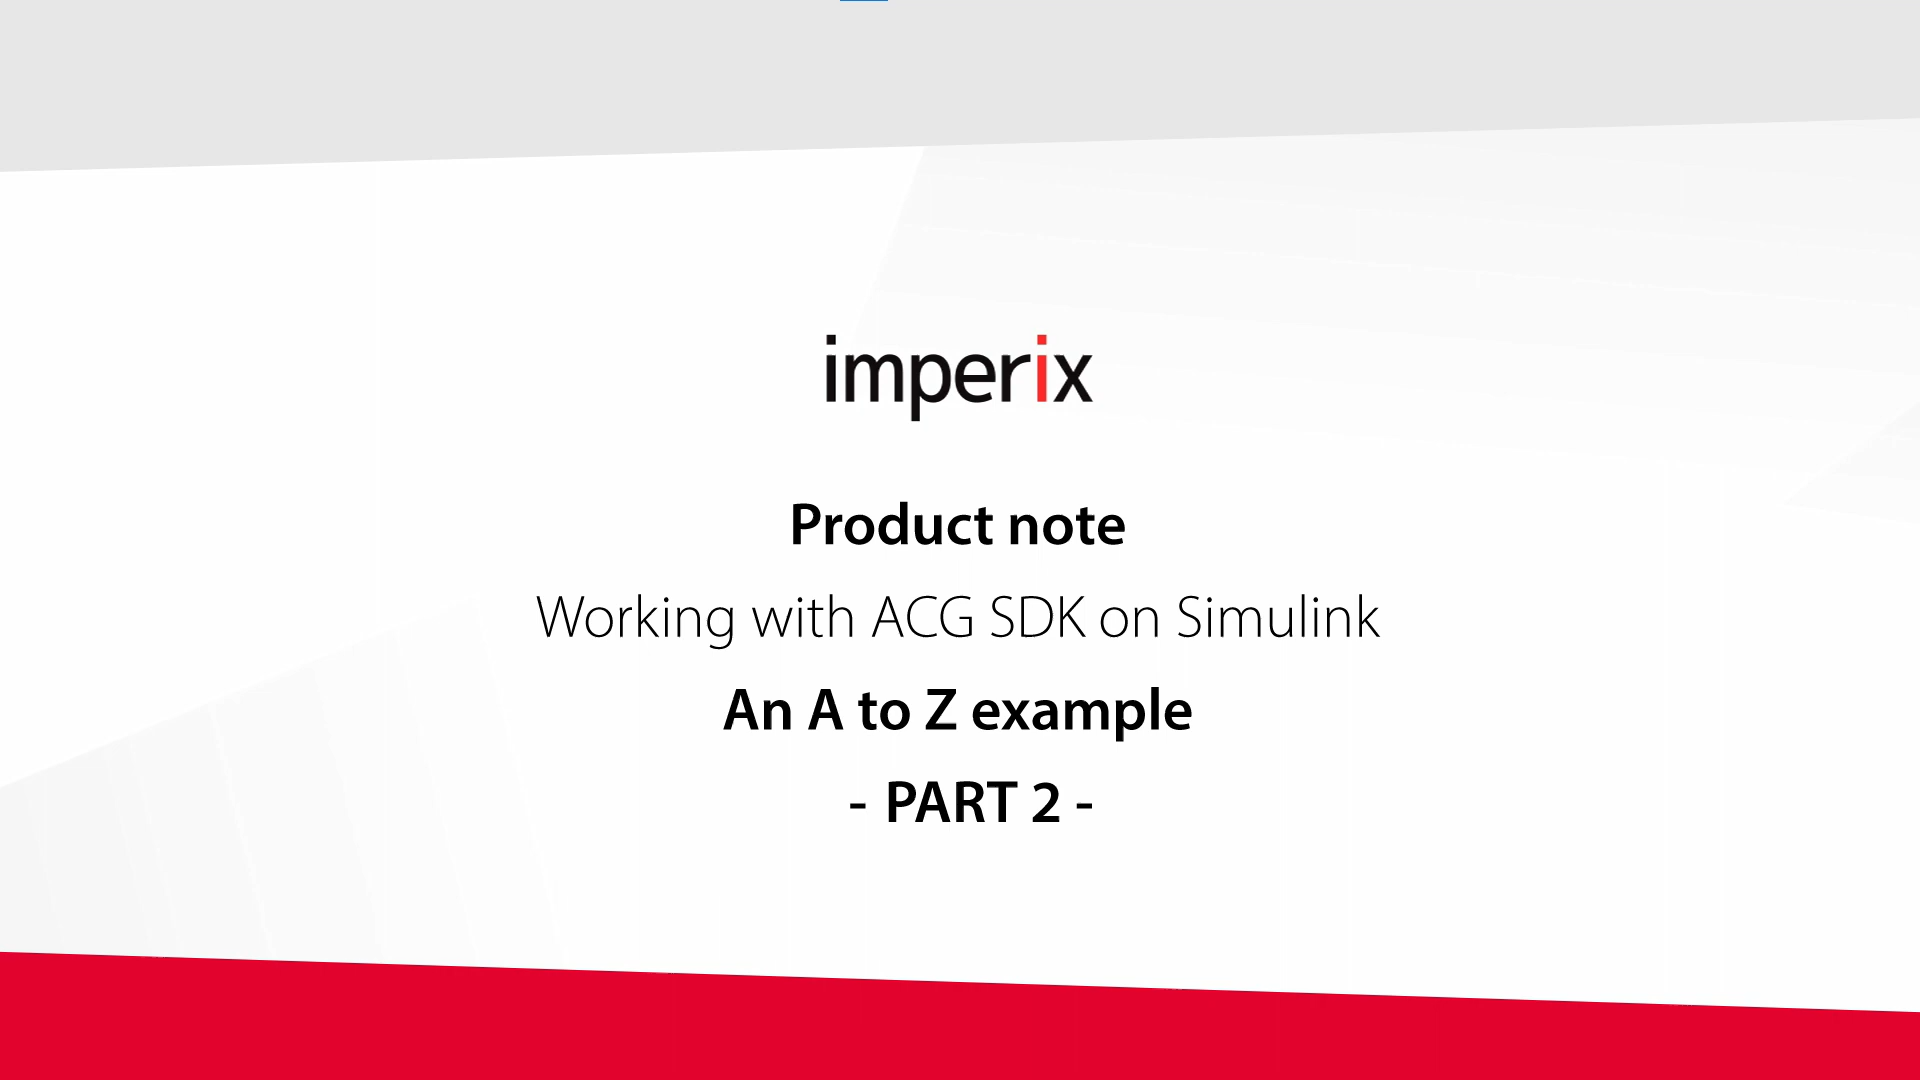 imperix
Product note
Working with ACG SDK on Simulink
An A to Z example
- PART 2 -